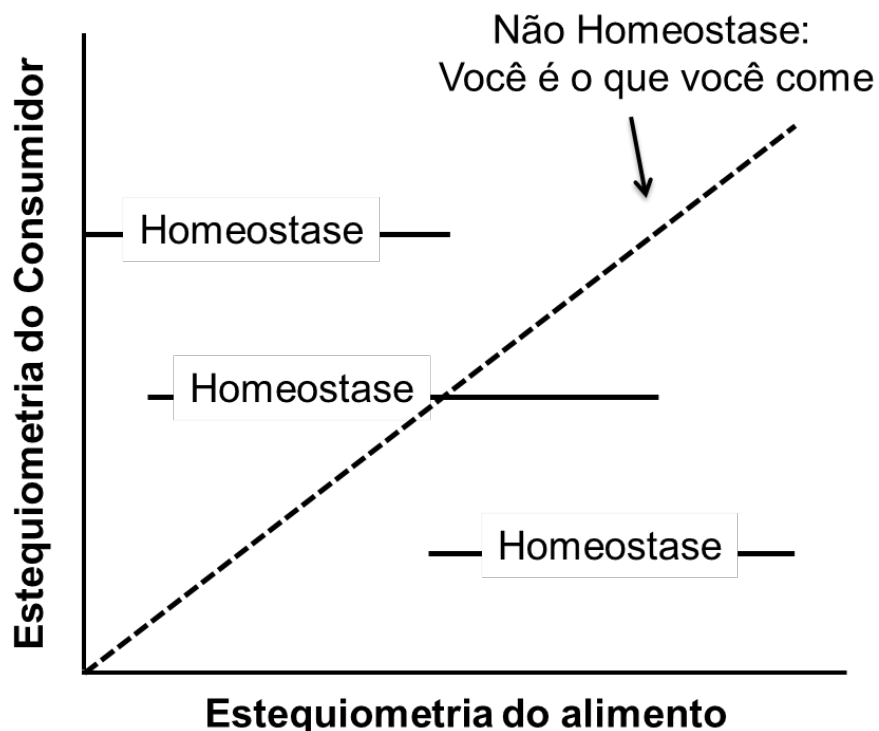 Não Homeostase:
Você é o que você come
Estequiometria do Consumidor
Homeostase
Homeostase
Homeostase
Estequiometria do alimento